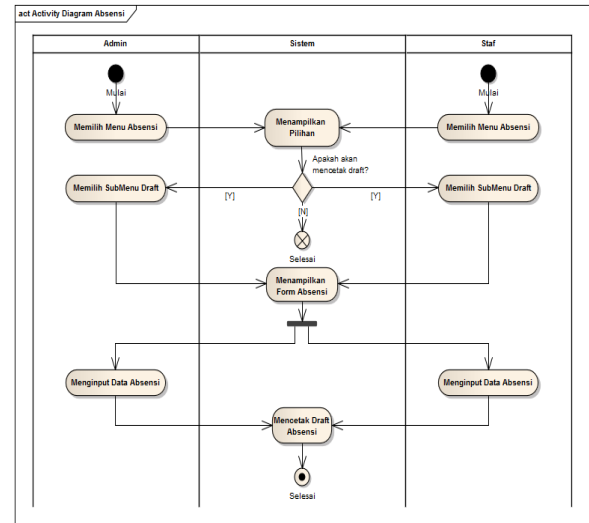 act Activity Diagram Absensi
Admin
Sistem
Staf
Mulai
Mulai
Memilih Menu Absensi
Menampilkan
Pilihan
Memilih Menu Absensi
Apakah akan
mencetak draft?
Memilih SubMenu Draft
Memilih SubMenu Draft
[Y]
[Y]
[N]
Selesai
Menampilkan
Form Absensi
Menginput Data Absensi
Menginput Data Absensi
Mencetak Draft
Absensi
Selesai